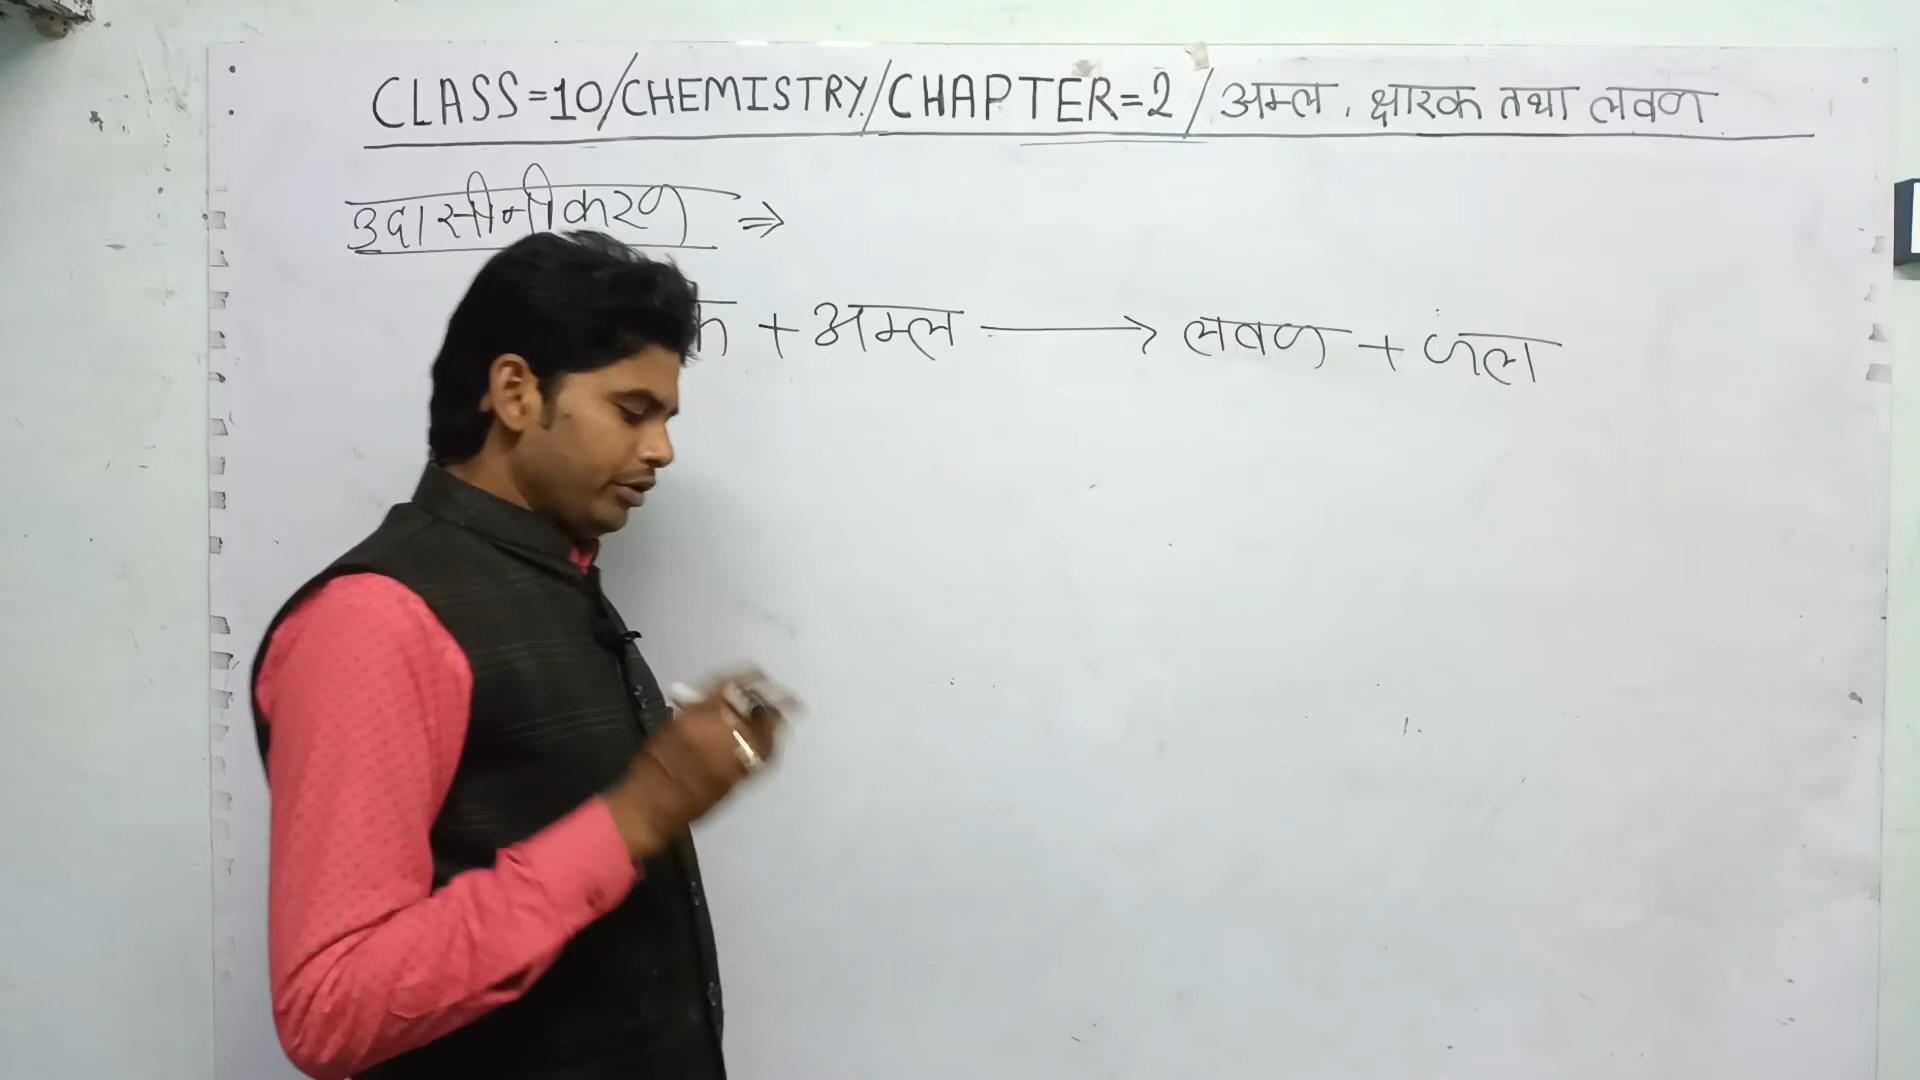 CLASS=10/CHEMISTRY/CHAPTER=2/अम्ल, क्षारक तथा लवण
उदासीनीकरण ⇒
+ अम्ल → लवण + जल